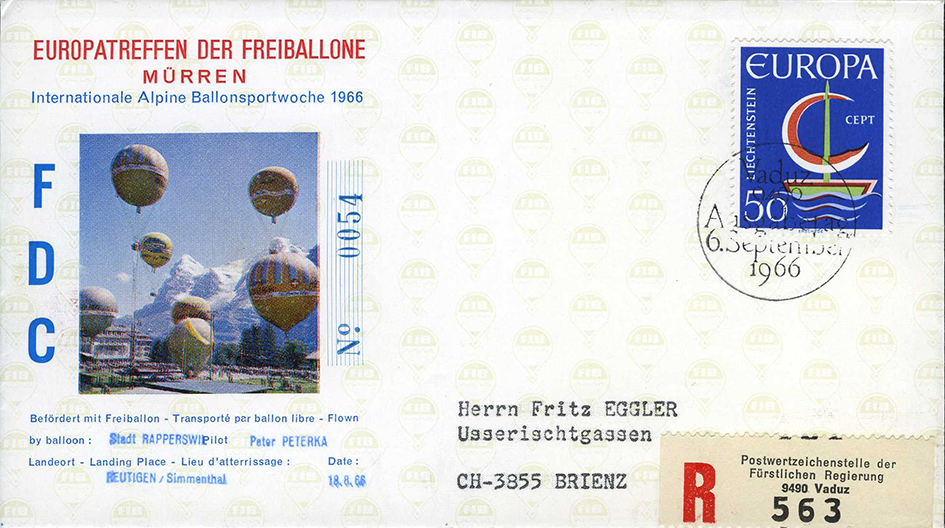 EUROPATREFFEN DER FREIBALLONE
MÜRREN
Internationale Alpine Ballonsportwoche 1966
F
D
C
No. 0054
Befördert mit Freiballon - Transporté par ballon libre - Flown
by balloon : Stadt RAPPERSWIL Pilot Peter PETERKA
Landeort - Landing Place - Lieu d'atterrissage : Date :
REUTIGEN / Simmenthal 18.8.66
EUROPA
CEPT
LIECHTENSTEIN
50
Vaduz
9490
Ausgabetag
6. September
1966
Herrn Fritz EGGLER
Usserischtgassen
CH-3855 BRIENZ
R
Postwertzeichenstelle der
Fürstlichen Regierung
9490 Vaduz
563
FIB